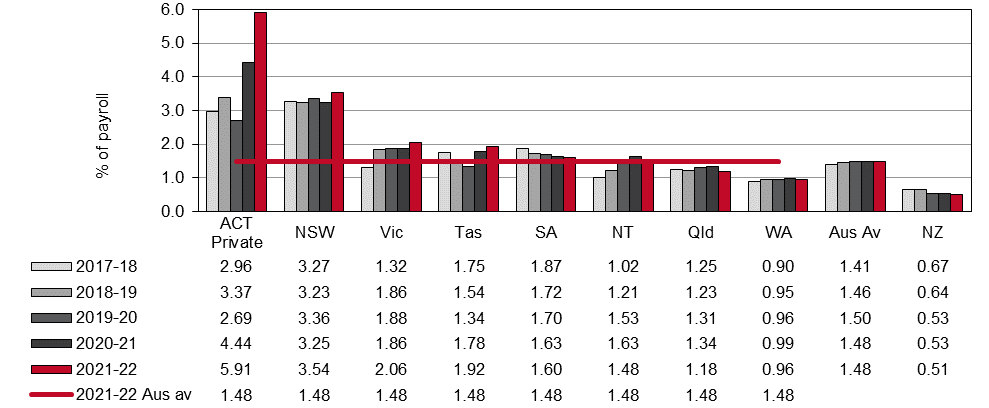 6.0
5.0
4.0
3.0
2.0
1.0
0.0
% of payroll
ACT Private NSW Vic Tas SA NT Qld WA Aus Av NZ
2017-18 2.96 3.27 1.32 1.75 1.87 1.02 1.25 0.90 1.41 0.67
2018-19 3.37 3.23 1.86 1.54 1.72 1.21 1.23 0.95 1.46 0.64
2019-20 2.69 3.36 1.88 1.34 1.70 1.53 1.31 0.96 1.50 0.53
2020-21 4.44 3.25 1.86 1.78 1.63 1.63 1.34 0.99 1.48 0.53
2021-22 5.91 3.54 2.06 1.92 1.60 1.48 1.18 0.96 1.48 0.51
2021-22 Aus av 1.48 1.48 1.48 1.48 1.48 1.48 1.48 1.48